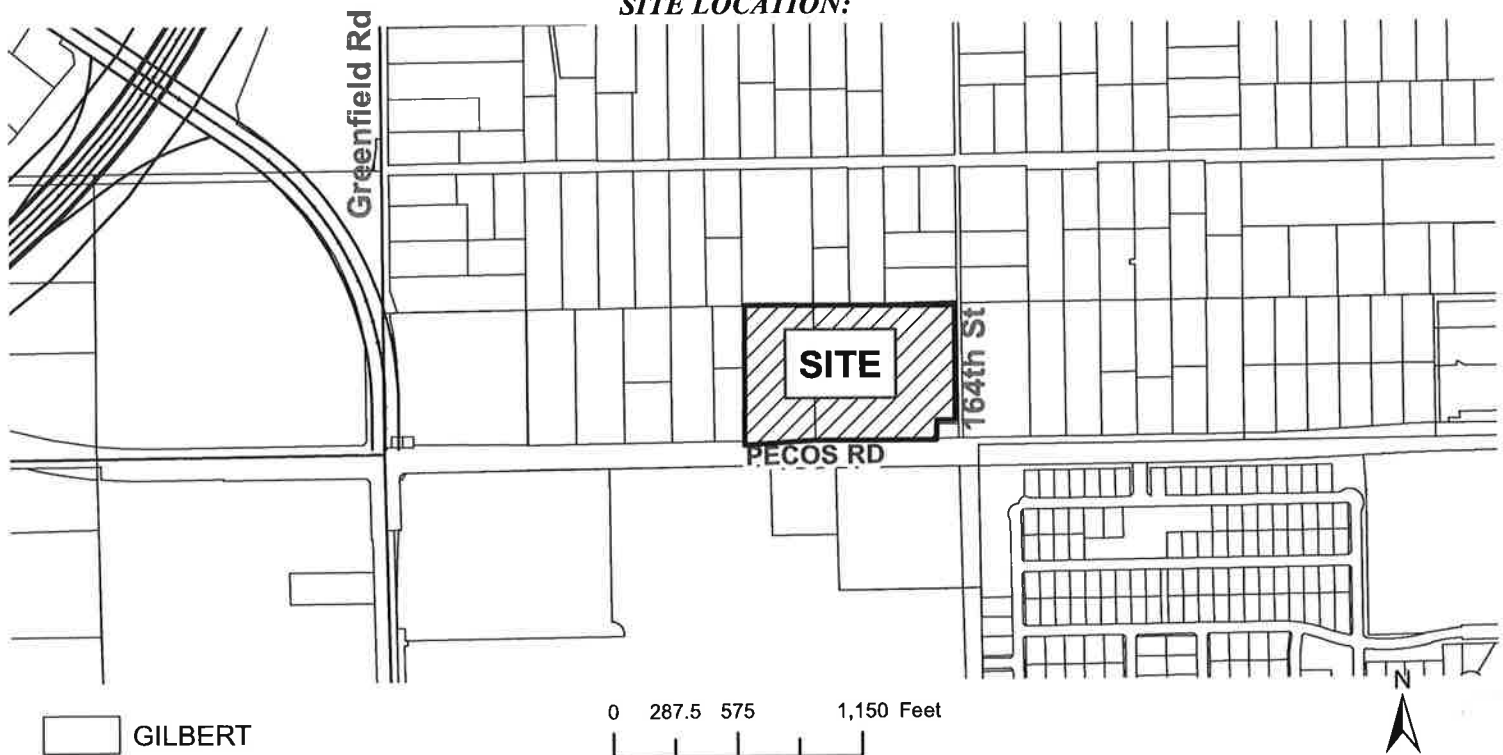 SITE LOCATION:
Greenfield Rd
SITE
164th St
PECOS RD
N
0 287.5 575 1,150 Feet
GILBERT